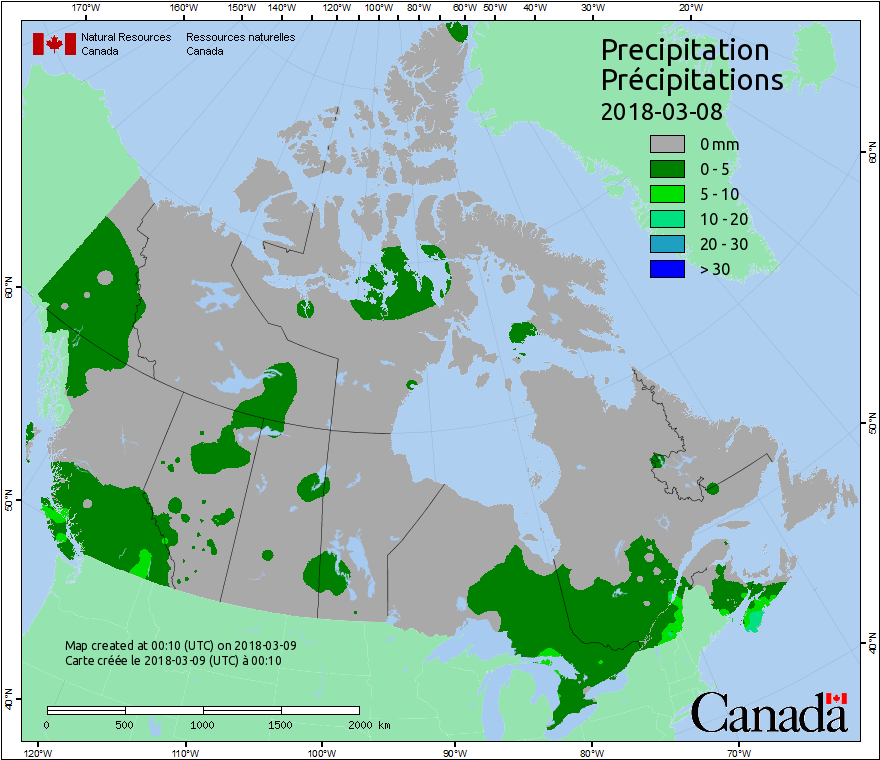 170°W 160°W 150°W 140°W 120°W 110°W 100°W 90°W 80°W 70°W 60°W 50°W 40°W 30°W 20°W
Natural Resources Ressources naturelles
Canada Canada
Precipitation
Précipitations
2018-03-08
0 mm
0 - 5
5 - 10
10 - 20
20 - 30
> 30
60°N
60°N
50°N
50°N
40°N
40°N
Map created at 00:10 (UTC) on 2018-03-09
Carte créée le 2018-03-09 (UTC) à 00:10
0 500 1000 1500 2000 km
Canada
120°W 110°W 100°W 90°W 80°W 70°W